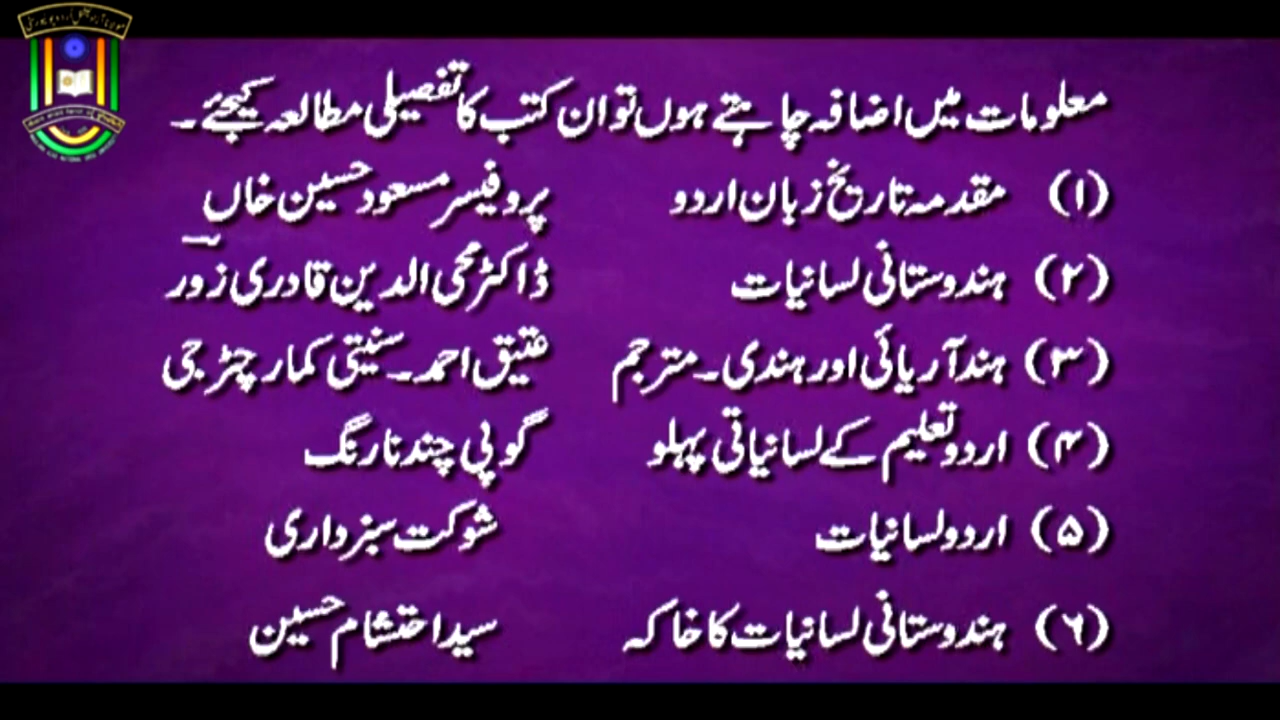 معلومات میں اضافہ چاہتے ہوں تو ان کتب کا تفصیلی مطالعہ کیجئے۔
(۱) مقدمہ تاریخ زبان اردو پروفیسر مسعود حسین خاں
(۲) ہندوستانی لسانیات ڈاکٹر محی الدین قادری زورؔ
(۳) ہند آریائی اور ہندی۔ مترجم عتیق احمد۔ سنیتی کمار چٹرجی
(۴) اردو تعلیم کے لسانیاتی پہلو گوپی چند نارنگ
(۵) اردو لسانیات شوکت سبزداری
(۶) ہندوستانی لسانیات کا خاکہ سید احتشام حسین